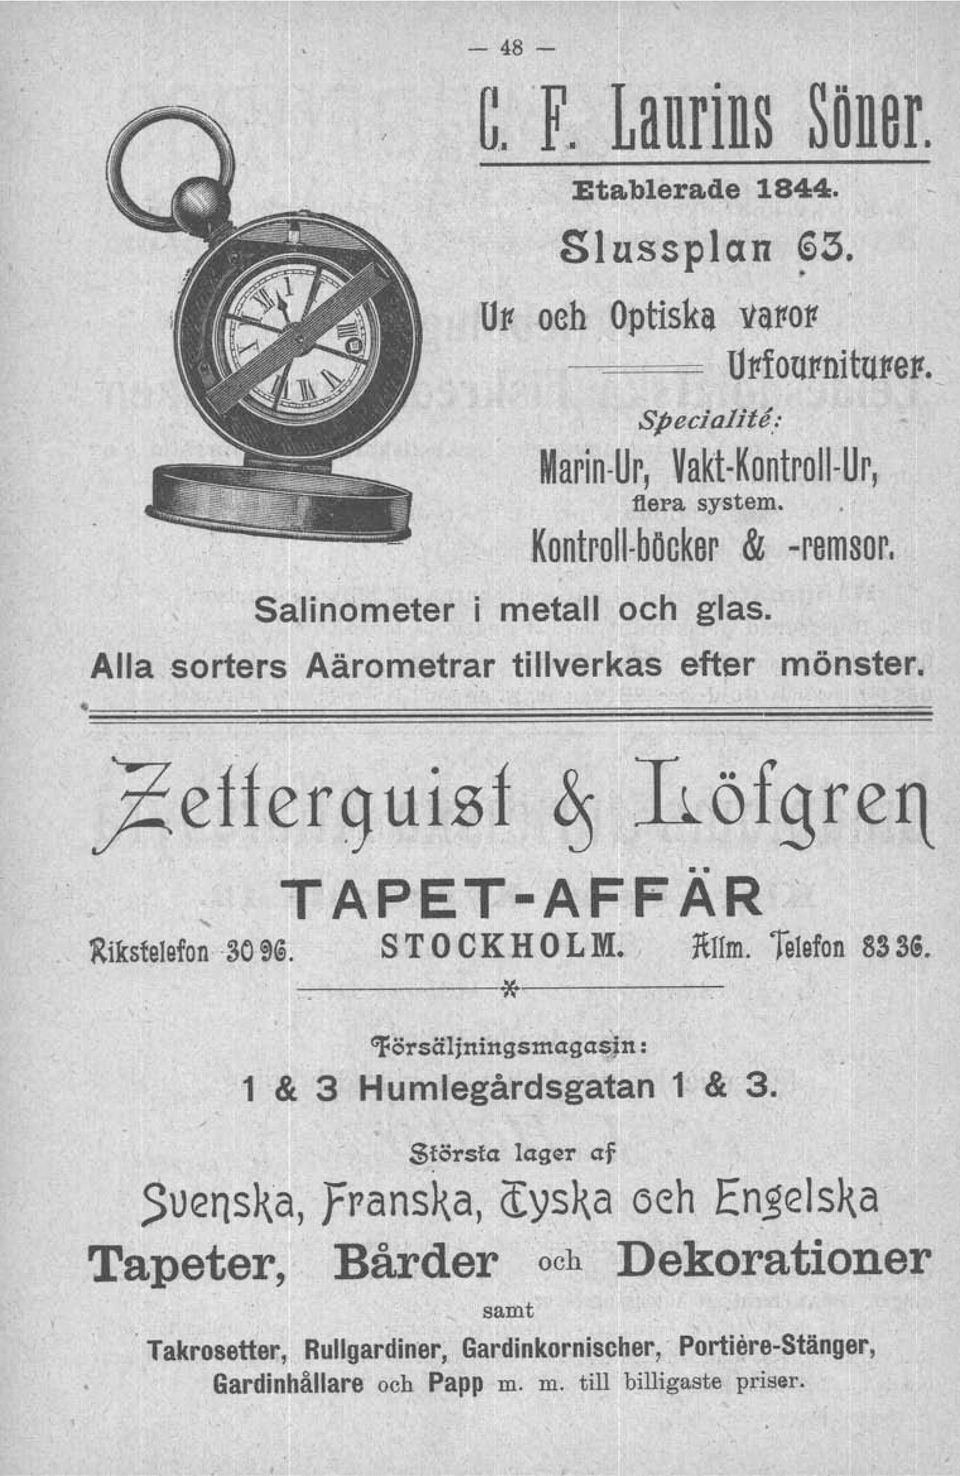 — 48 —
C. F. Laurins Söner.
Etablerade 1844.
Slussplan 63.
Ur och Optiska varor
Urfourniturer.
Specialité:
Marin-Ur, Vakt-Kontroll-Ur,
flera system.
Kontroll-böcker & -remsor.
Salinometer i metall och glas.
Alla sorters Aärometrar tillverkas efter mönster.
Zetterquist & Löfgren
TAPET-AFFÄR
Rikstelefon 30 96. STOCKHOLM. Allm. Telefon 83 36.
Försäljningsmagasin:
1 & 3 Humlegårdsgatan 1 & 3.
Största lager af
Svenska, Franska, Tyska och Engelska
Tapeter, Bårder och Dekorationer
samt
Takrosetter, Rullgardiner, Gardinkornischer, Portière-Stänger,
Gardinhållare och Papp m. m. till billigaste priser.